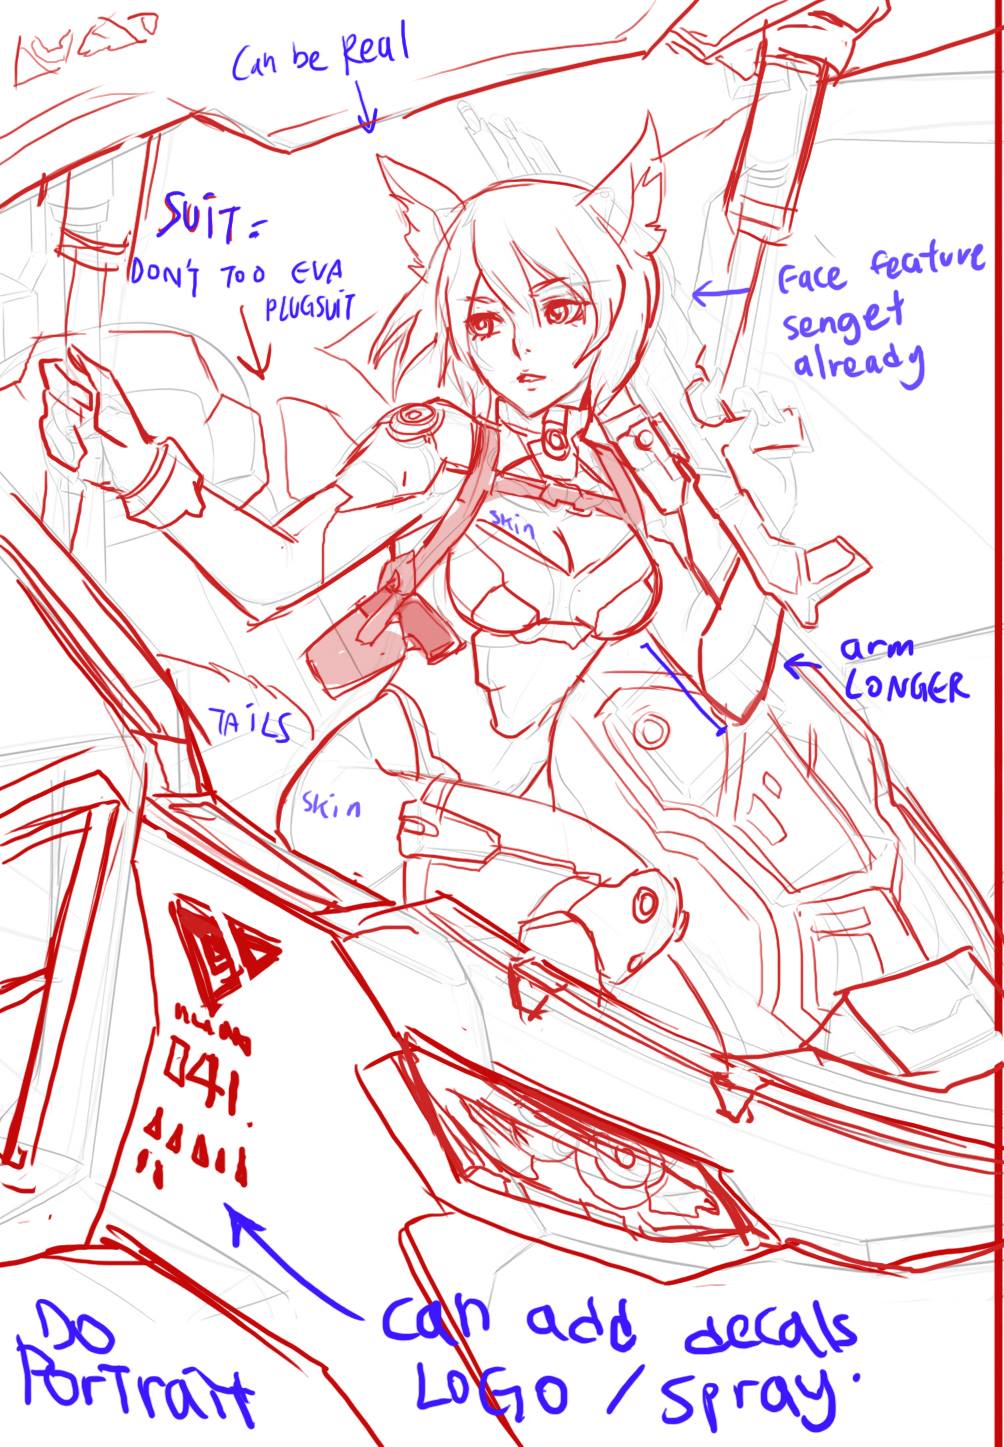 Can be Real
SUIT =
DON'T TOO EVA
PLUGSUIT
Face feature
senget
already
skin
arm
LONGER
TAILS
skin
041
DO
PORTRAIT
can add decals
LOGO / spray.